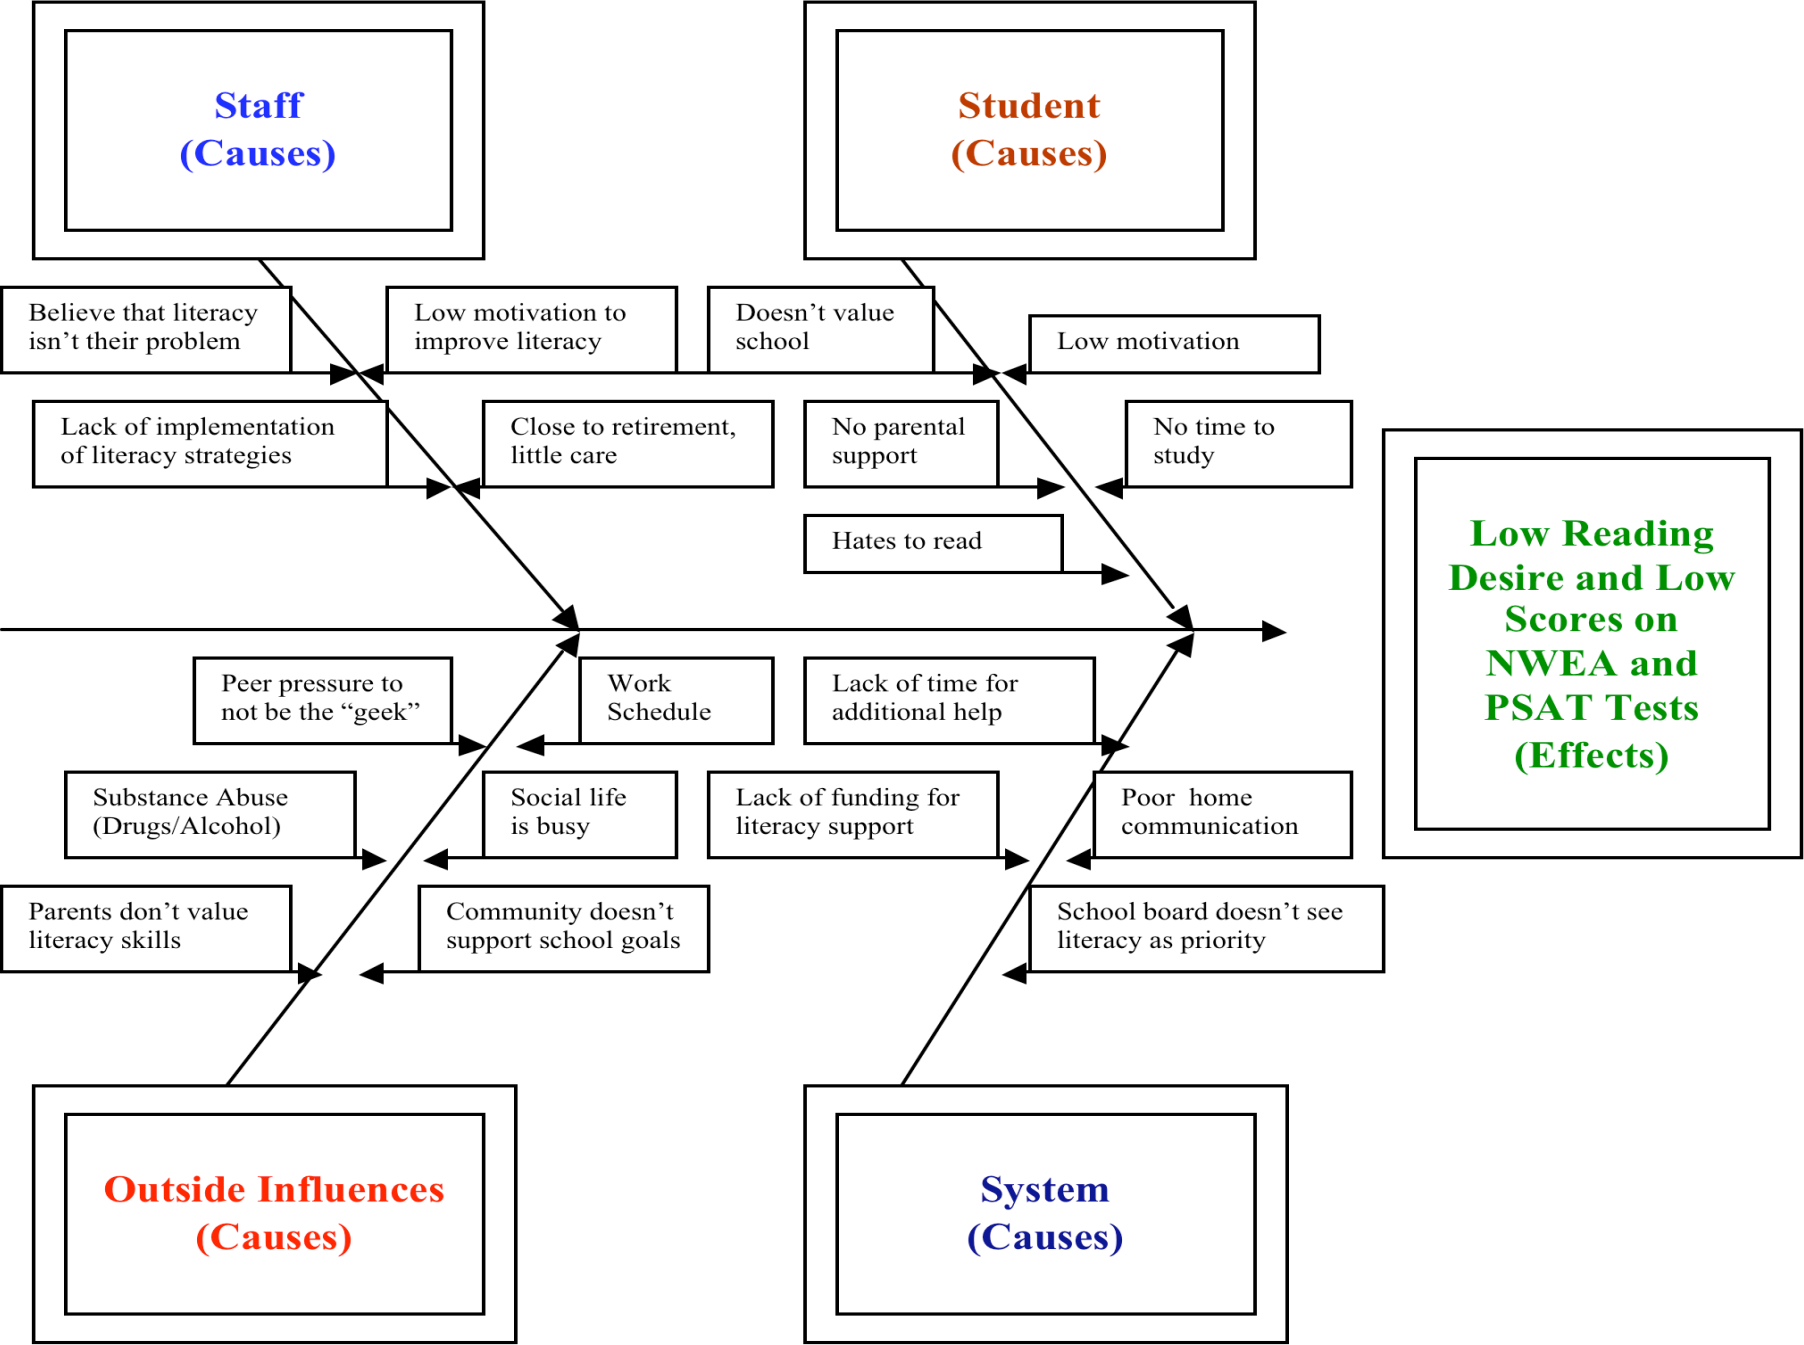 Staff
(Causes)
Student
(Causes)
Believe that literacy
isn’t their problem
Low motivation to
improve literacy
Doesn’t value
school
Low motivation
Lack of implementation
of literacy strategies
Close to retirement,
little care
No parental
support
No time to
study
Hates to read
Low Reading
Desire and Low
Scores on
NWEA and
PSAT Tests
(Effects)
Peer pressure to
not be the “geek”
Work
Schedule
Lack of time for
additional help
Substance Abuse
(Drugs/Alcohol)
Social life
is busy
Lack of funding for
literacy support
Poor  home
communication
Parents don’t value
literacy skills
Community doesn’t
support school goals
School board doesn’t see
literacy as priority
Outside Influences
(Causes)
System
(Causes)